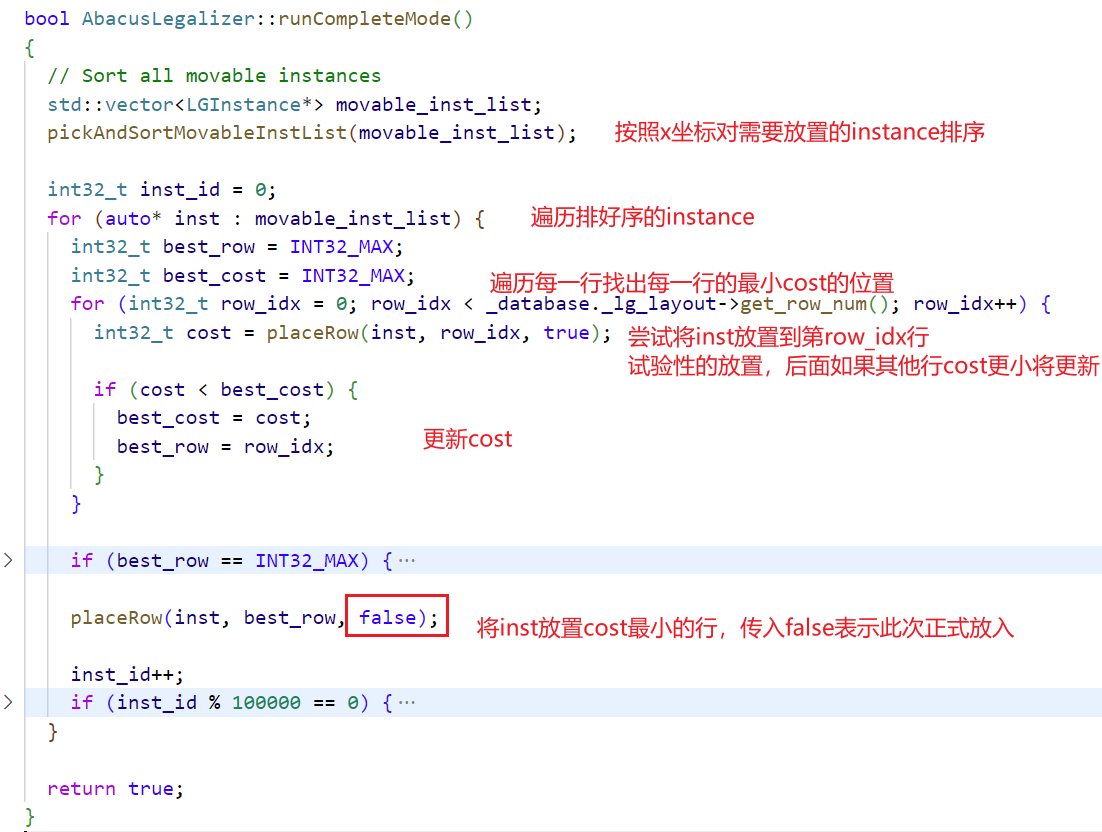 bool AbacusLegalizer::runCompleteMode()
{
// Sort all movable instances
std::vector<LGInstance*> movable_inst_list;
pickAndSortMovableInstList(movable_inst_list); 按照x坐标对需要放置的instance排序
int32_t inst_id = 0;
for (auto* inst : movable_inst_list) { 遍历排好序的instance
int32_t best_row = INT32_MAX;
int32_t best_cost = INT32_MAX; 遍历每一行找出每一行的最小cost的位置
for (int32_t row_idx = 0; row_idx < _database._lg_layout->get_row_num(); row_idx++) {
int32_t cost = placeRow(inst, row_idx, true); 尝试将inst放置到第row_idx行
试验性的放置，后面如果其他行cost更小将更新
if (cost < best_cost) {
best_cost = cost;
best_row = row_idx; 更新cost
}
}
if (best_row == INT32_MAX) {···
placeRow(inst, best_row, false); 将inst放置cost最小的行，传入false表示此次正式放入
inst_id++;
if (inst_id % 100000 == 0) {···
}
return true;
}